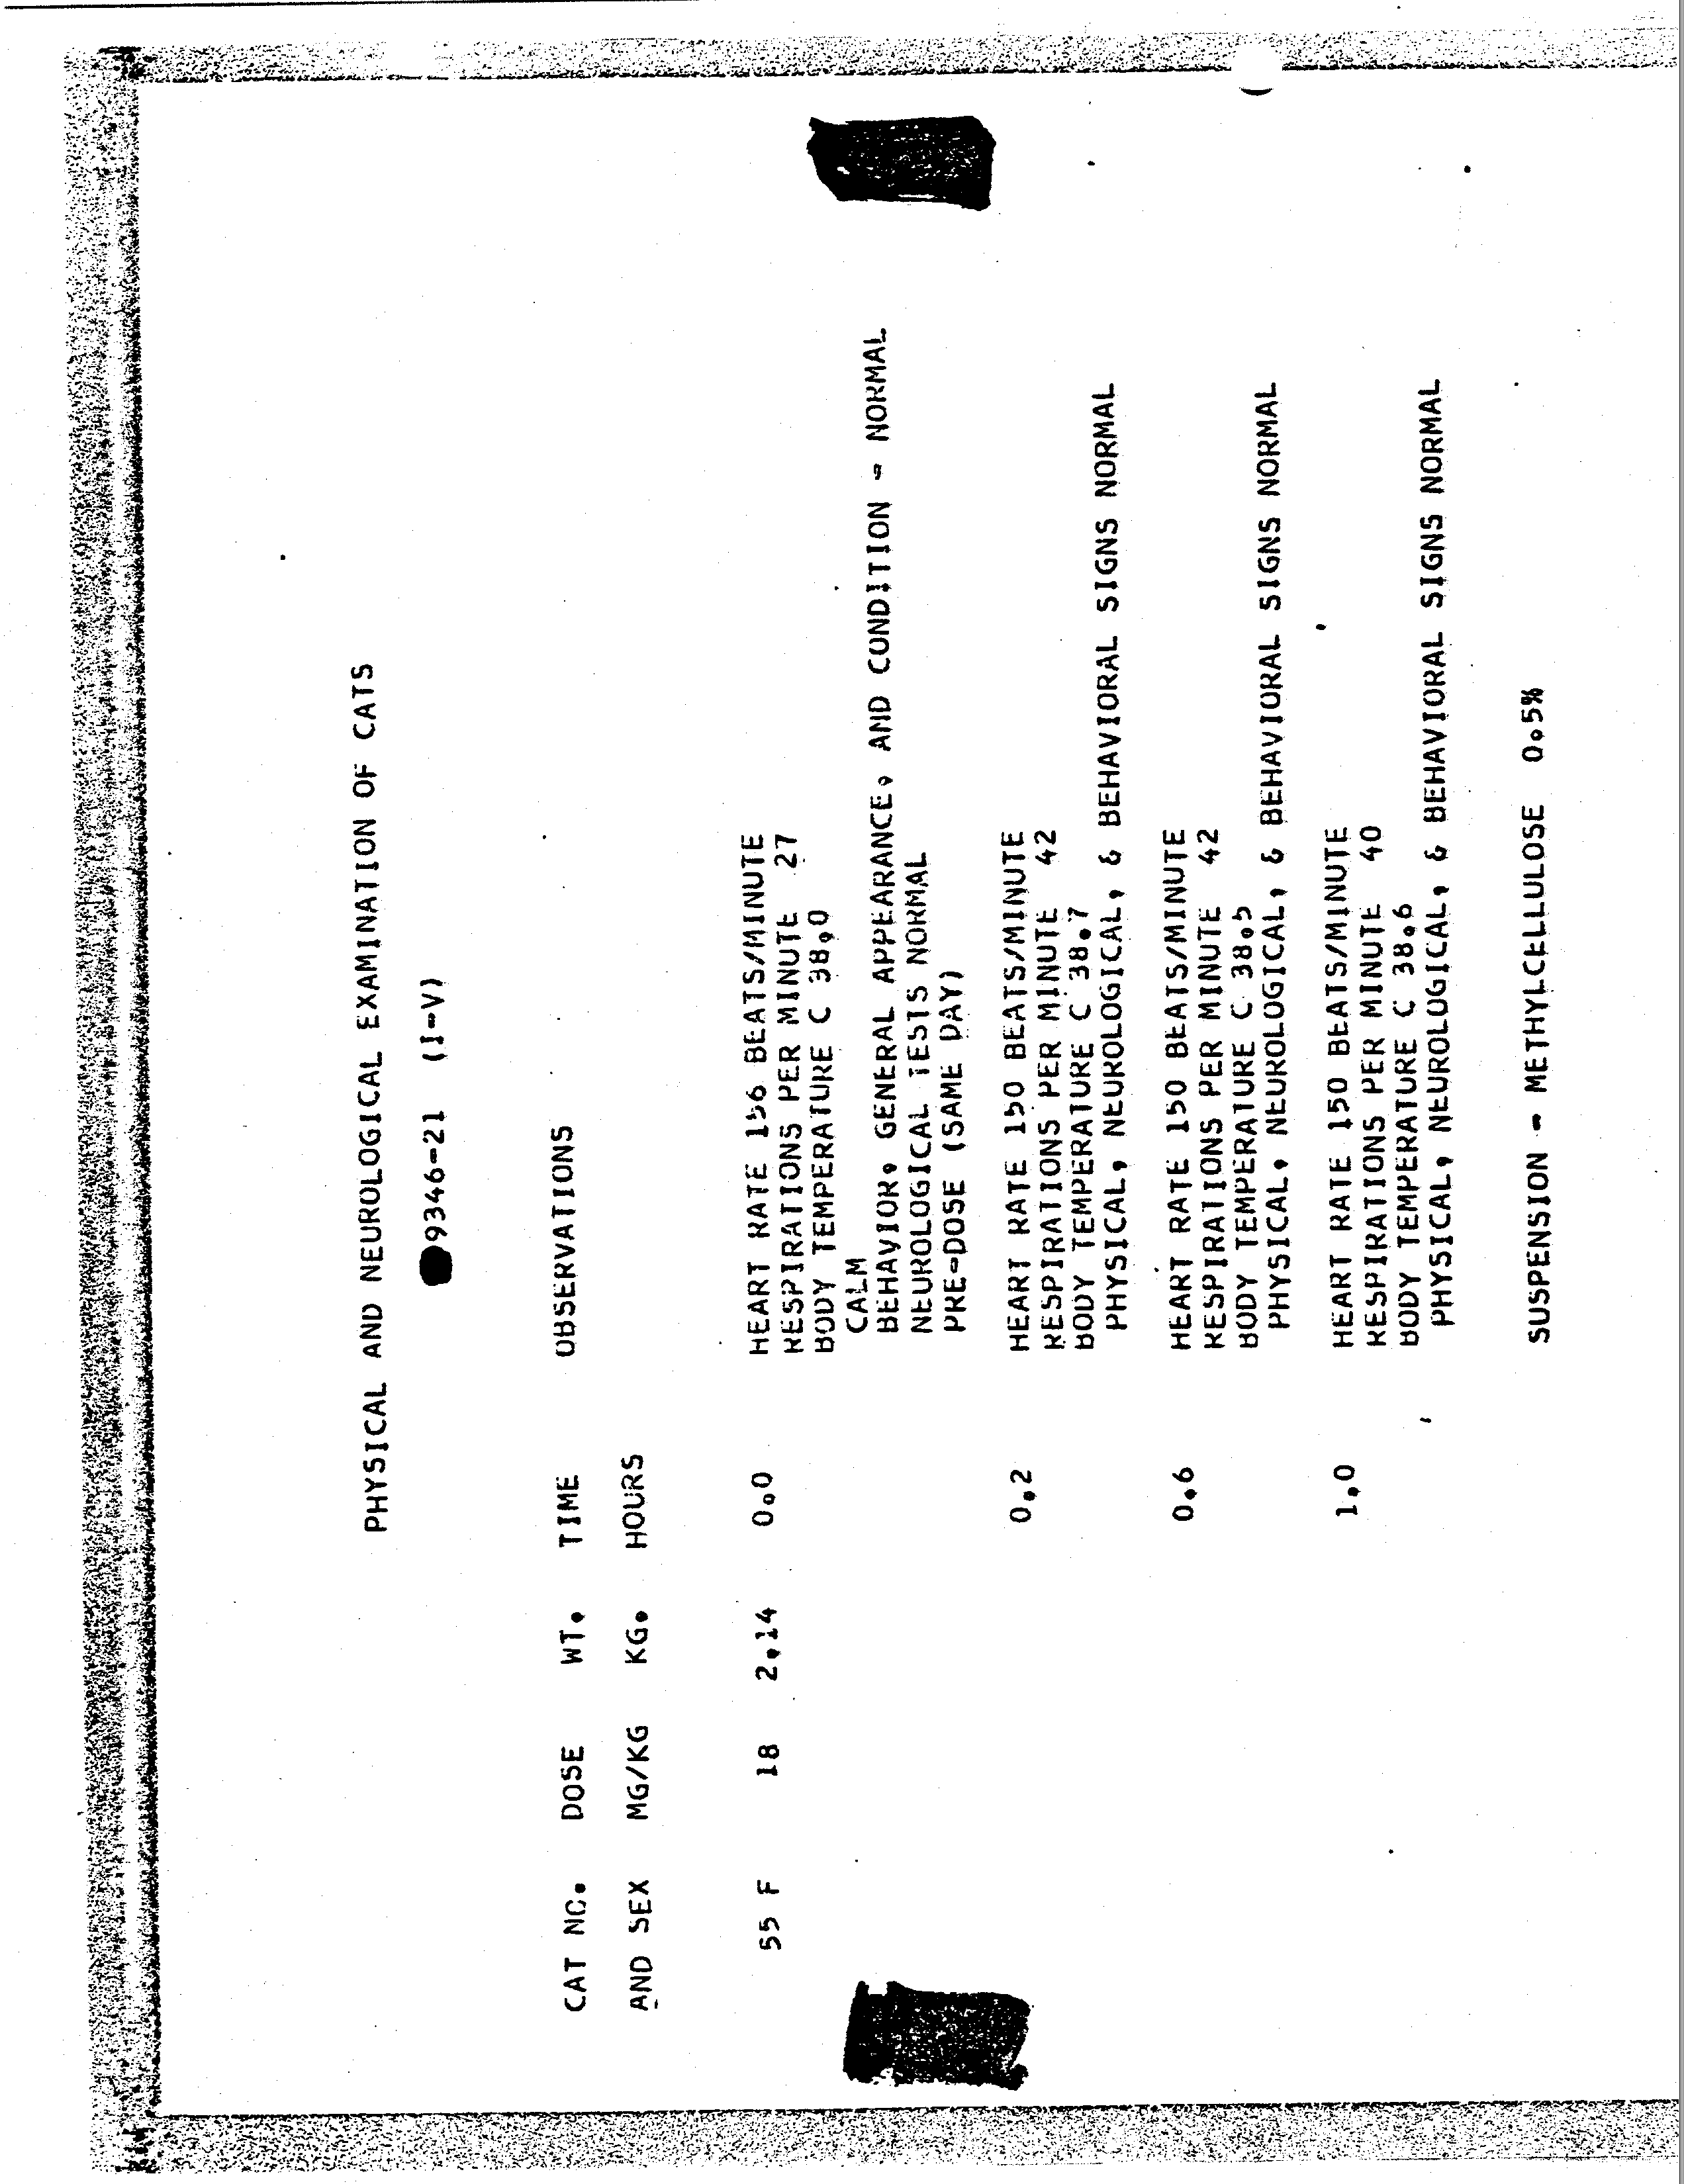 PHYSICAL AND NEUROLOGICAL EXAMINATION OF CATS
9346-21 (I-V)
CAT NO. DOSE WT. TIME OBSERVATIONS
AND SEX MG/KG KG. HOURS
55 F 18 2.14 0.0 HEART RATE 156 BEATS/MINUTE
RESPIRATIONS PER MINUTE 27
BODY TEMPERATURE C 38.0
CALM
BEHAVIOR, GENERAL APPEARANCE, AND CONDITION - NORMAL
NEUROLOGICAL TESTS NORMAL
PRE-DOSE (SAME DAY)
0.2 HEART RATE 150 BEATS/MINUTE
RESPIRATIONS PER MINUTE 42
BODY TEMPERATURE C 38.7
PHYSICAL, NEUROLOGICAL, & BEHAVIORAL SIGNS NORMAL
0.6 HEART RATE 150 BEATS/MINUTE
RESPIRATIONS PER MINUTE 42
BODY TEMPERATURE C 38.5
PHYSICAL, NEUROLOGICAL, & BEHAVIORAL SIGNS NORMAL
1.0 HEART RATE 150 BEATS/MINUTE
RESPIRATIONS PER MINUTE 40
BODY TEMPERATURE C 38.6
PHYSICAL, NEUROLOGICAL, & BEHAVIORAL SIGNS NORMAL
SUSPENSION - METHYLCELLULOSE 0.5%